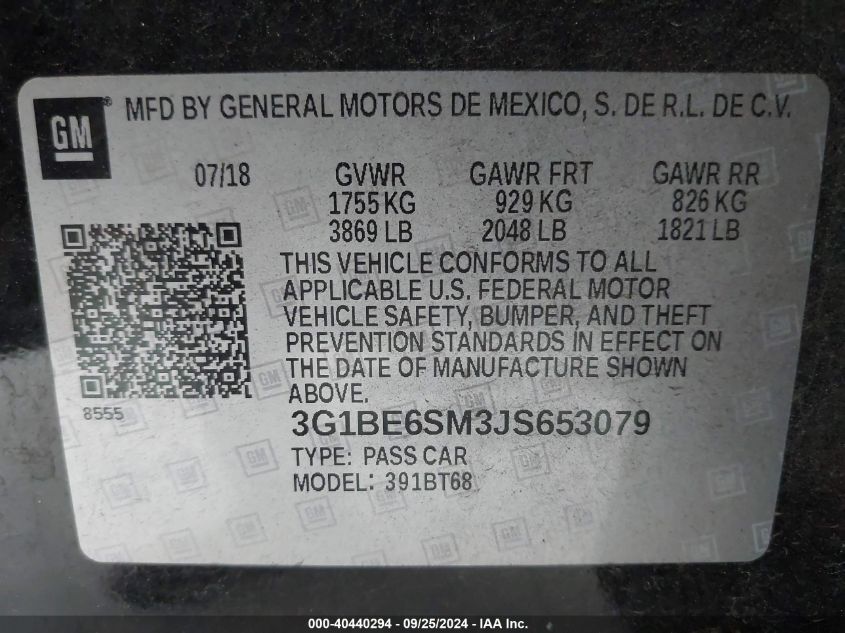 GM® MFD BY GENERAL MOTORS DE MEXICO, S. DE R.L. DE C.V.
07/18 GVWR GAWR FRT GAWR RR
1755 KG 929 KG 826 KG
3869 LB 2048 LB 1821 LB
THIS VEHICLE CONFORMS TO ALL
APPLICABLE U.S. FEDERAL MOTOR
VEHICLE SAFETY, BUMPER, AND THEFT
PREVENTION STANDARDS IN EFFECT ON
THE DATE OF MANUFACTURE SHOWN
ABOVE.
8555
3G1BE6SM3JS653079
TYPE: PASS CAR
MODEL: 391BT68
000-40440294 - 09/25/2024 - IAA Inc.